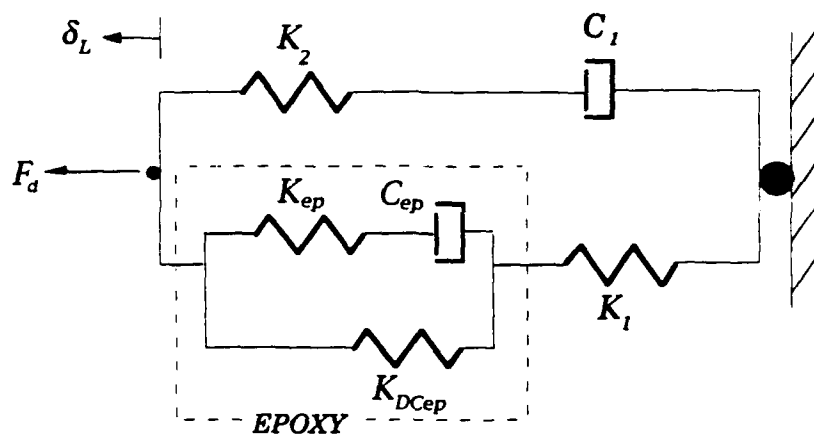 δ_L
K_2
C_1
F_d
K_ep
C_ep
K_1
K_DCep
EPOXY